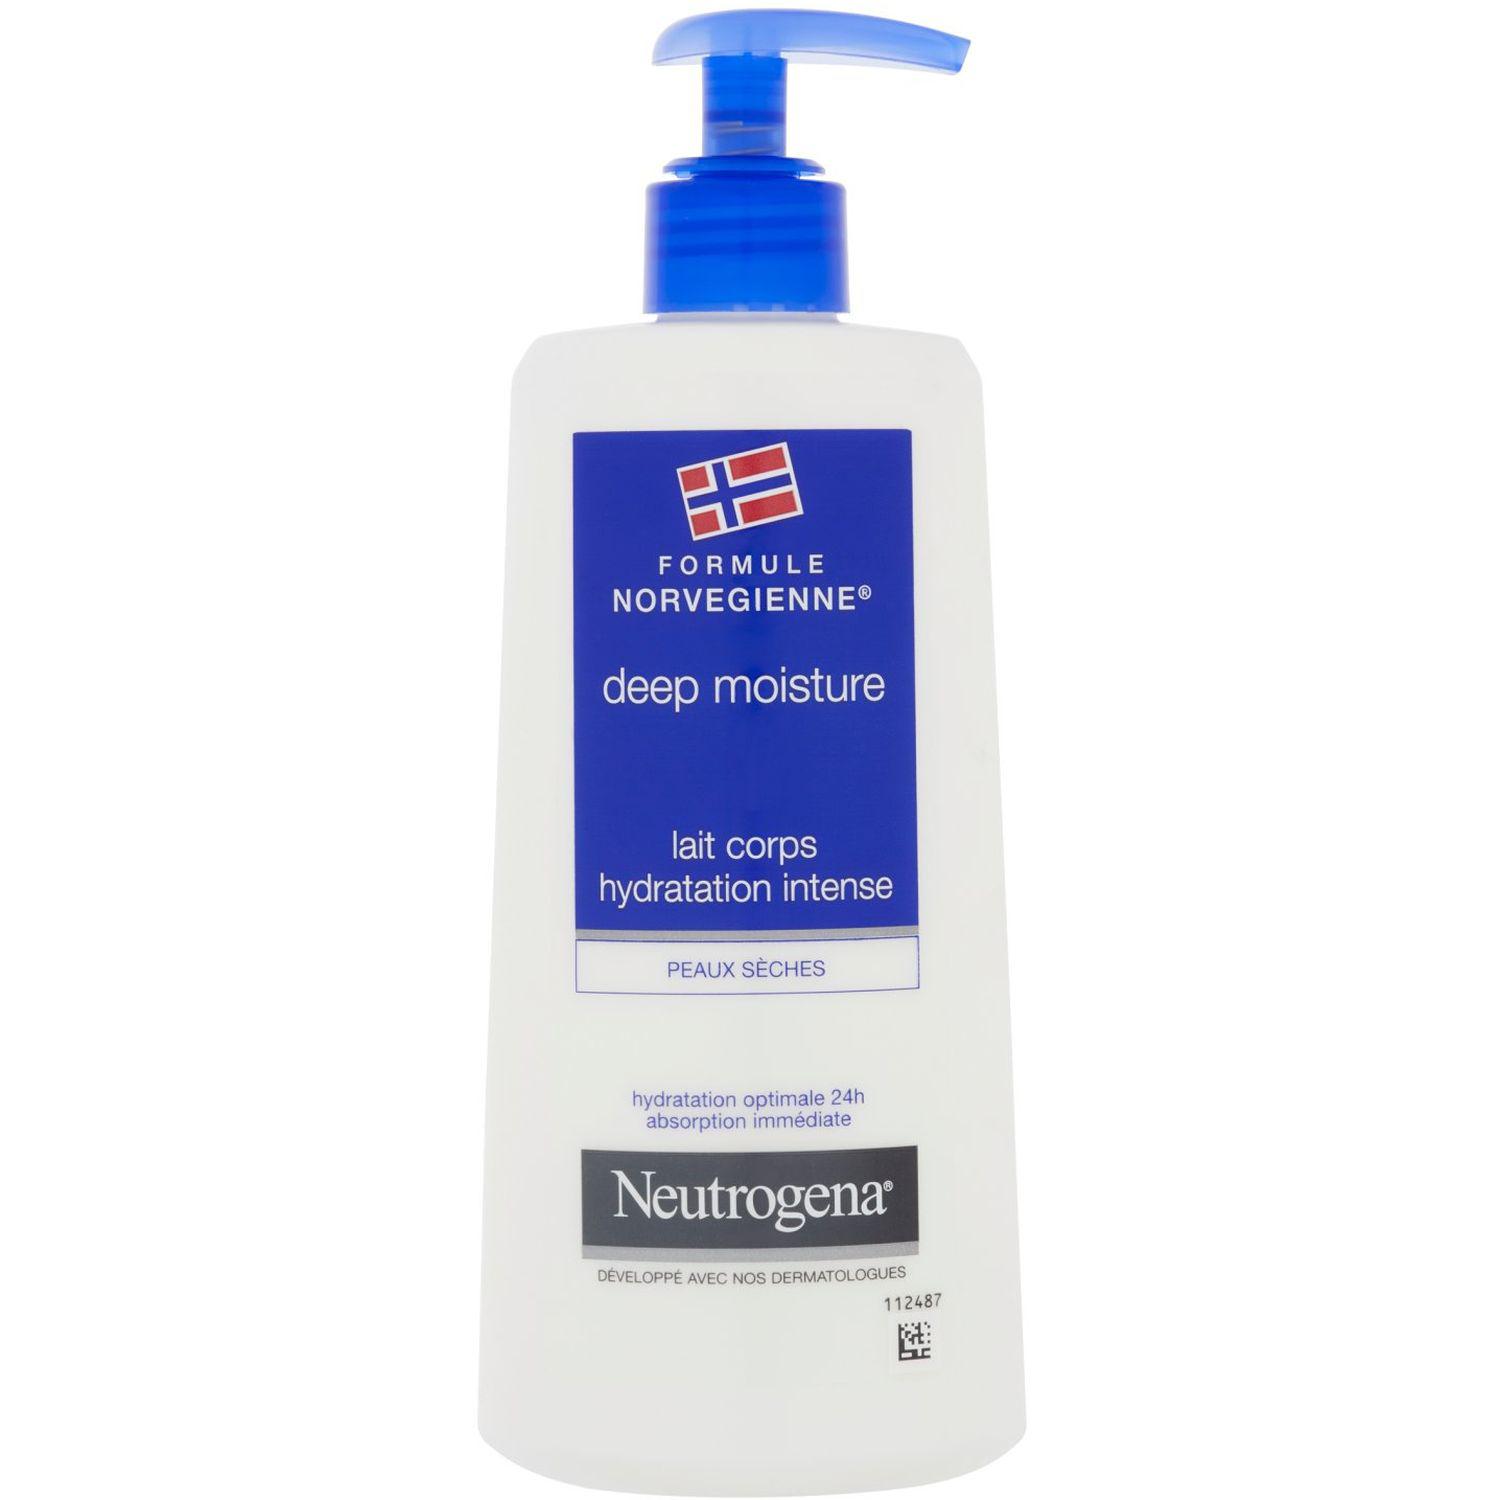 FORMULE
NORVEGIENNE®
deep moisture
lait corps
hydratation intense
PEAUX SÈCHES
hydratation optimale 24h
absorption immédiate
Neutrogena®
DÉVELOPPÉ AVEC NOS DERMATOLOGUES
112487